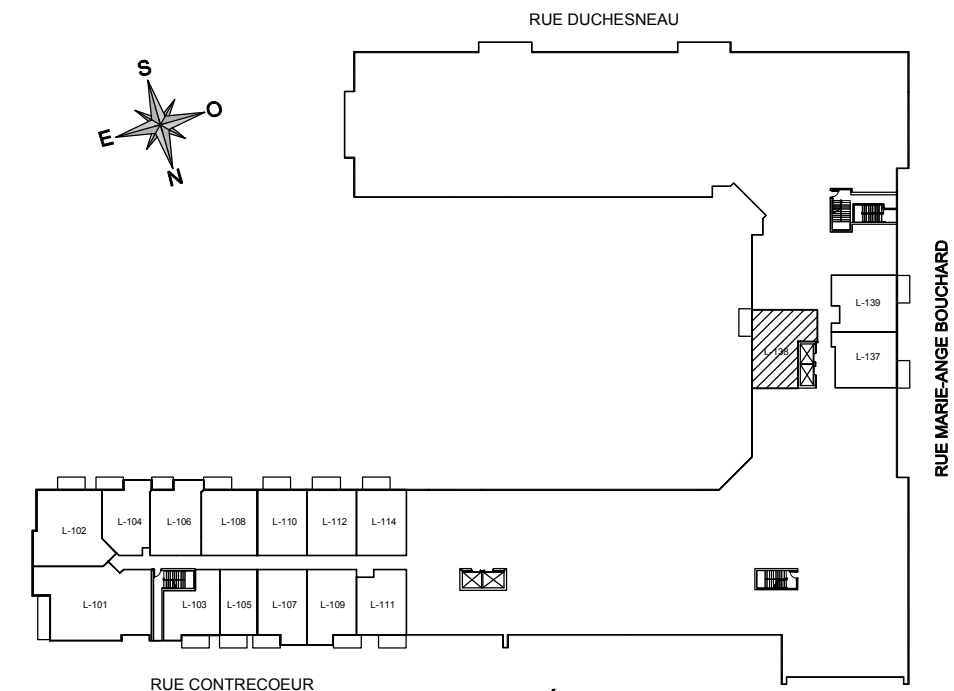 RUE DUCHESNEAU
S
O
E
N
RUE MARIE-ANGE BOUCHARD
L-139
L-138
L-137
L-102
L-104
L-106
L-108
L-110
L-112
L-114
L-101
L-103
L-105
L-107
L-109
L-111
RUE CONTRECOEUR